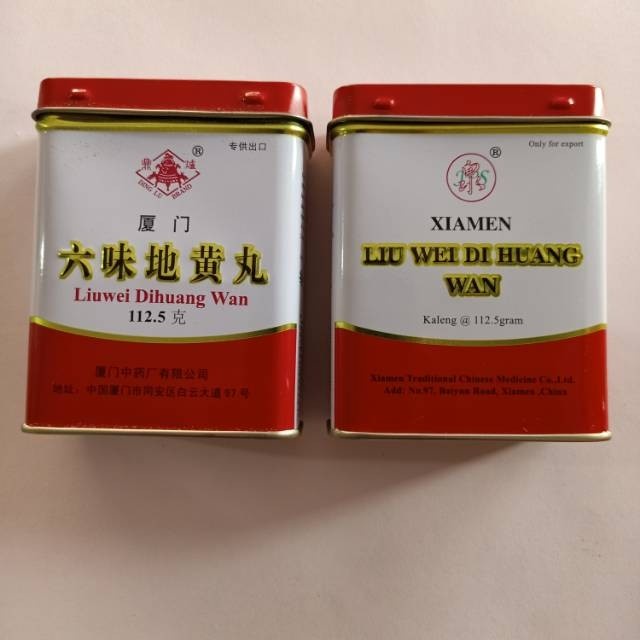 專供出口
鼎爐
®
DING LU BRAND
厦门
六味地黄丸
Liuwei Dihuang Wan
112.5 克
厦门中药厂有限公司
地址：中国厦门市同安区白云大道97号
Only for export
®
XIAMEN
LIU WEI DI HUANG
WAN
Kaleng @ 112.5gram
Xiamen Traditional Chinese Medicine Co.,Ltd.
Add: No.97, Baiyun Road, Xiamen ,China